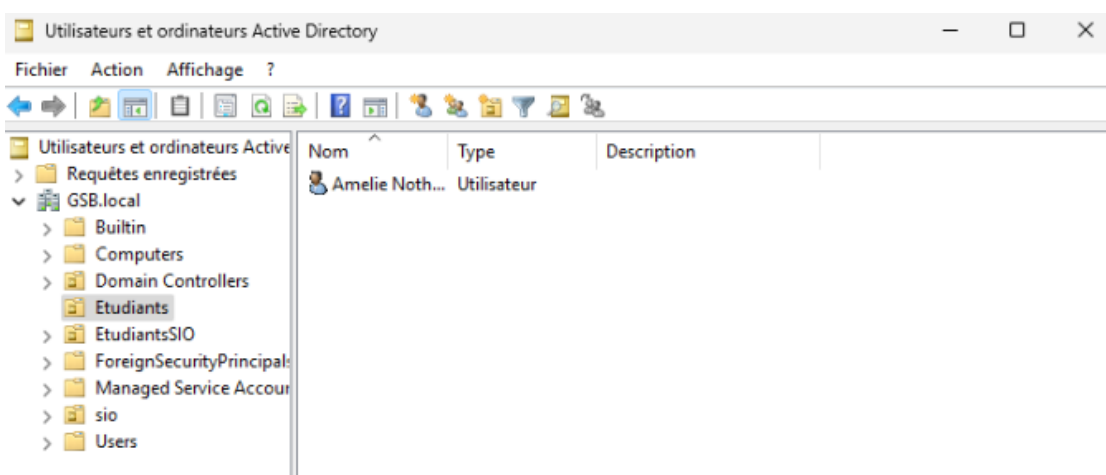 Utilisateurs et ordinateurs Active Directory
Fichier Action Affichage ?
Utilisateurs et ordinateurs Active
Requêtes enregistrées
GSB.local
Builtin
Computers
Domain Controllers
Etudiants
EtudiantsSIO
ForeignSecurityPrincipals
Managed Service Accour
sio
Users
Nom Type Description
Amelie Noth... Utilisateur